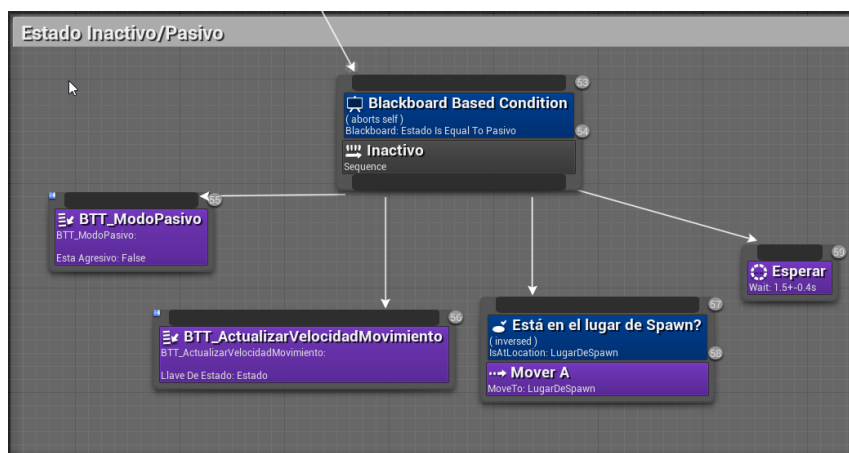 Estado Inactivo/Pasivo
53
Blackboard Based Condition
( aborts self )
Blackboard: Estado Is Equal To Pasivo
54
Inactivo
Sequence
55
BTT_ModoPasivo
BTT_ModoPasivo:
Esta Agresivo: False
56
BTT_ActualizarVelocidadMovimiento
BTT_ActualizarVelocidadMovimiento:
Llave De Estado: Estado
57
Está en el lugar de Spawn?
( inversed )
IsAtLocation: LugarDeSpawn
58
Mover A
MoveTo: LugarDeSpawn
59
Esperar
Wait: 1.5+-0.4s